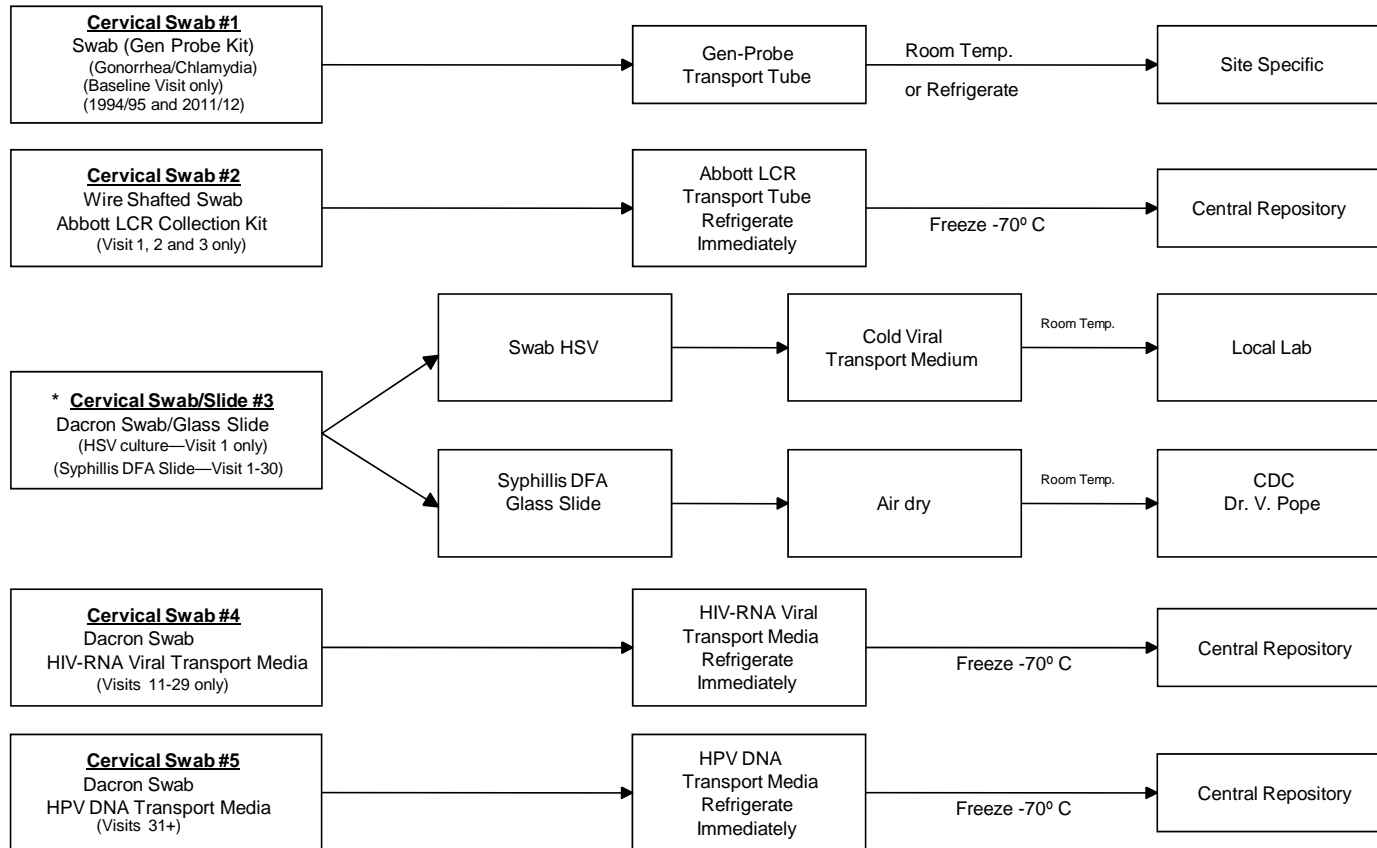 Cervical Swab #1
Swab (Gen Probe Kit)
(Gonorrhea/Chlamydia)
(Baseline Visit only)
(1994/95 and 2011/12)
Gen-Probe
Transport Tube
Room Temp.
or Refrigerate
Site Specific
Cervical Swab #2
Wire Shafted Swab
Abbott LCR Collection Kit
(Visit 1, 2 and 3 only)
Abbott LCR
Transport Tube
Refrigerate
Immediately
Freeze -70º C
Central Repository
* Cervical Swab/Slide #3
Dacron Swab/Glass Slide
(HSV culture—Visit 1 only)
(Syphillis DFA Slide—Visit 1-30)
Swab HSV
Cold Viral
Transport Medium
Room Temp.
Local Lab
Syphillis DFA
Glass Slide
Air dry
Room Temp.
CDC
Dr. V. Pope
Cervical Swab #4
Dacron Swab
HIV-RNA Viral Transport Media
(Visits 11-29 only)
HIV-RNA Viral
Transport Media
Refrigerate
Immediately
Freeze -70º C
Central Repository
Cervical Swab #5
Dacron Swab
HPV DNA Transport Media
(Visits 31+)
HPV DNA
Transport Media
Refrigerate
Immediately
Freeze -70º C
Central Repository